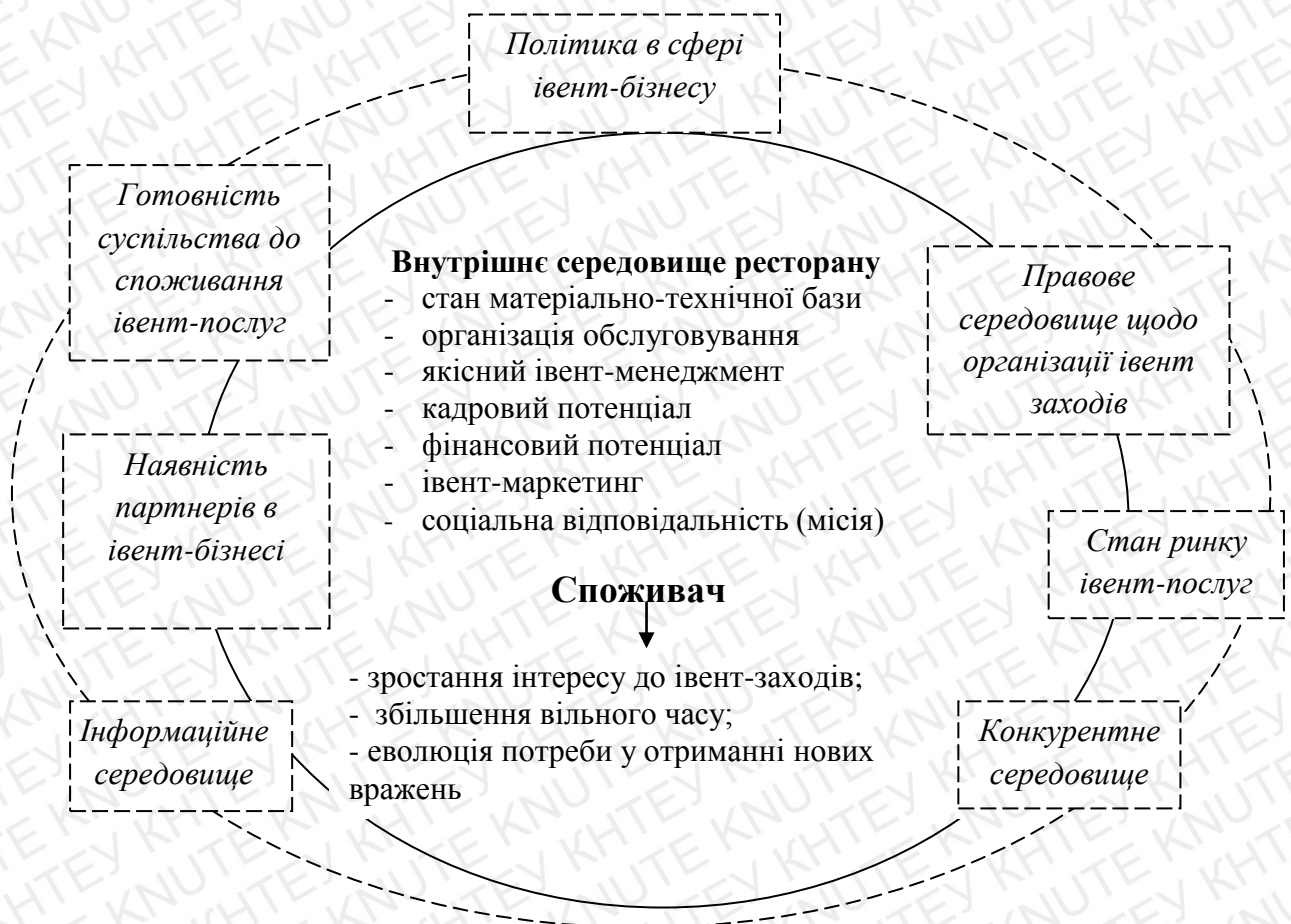 Політика в сфері
івент-бізнесу
Готовність
суспільства до
споживання
івент-послуг
Внутрішнє середовище ресторану
- стан матеріально-технічної бази
- організація обслуговування
- якісний івент-менеджмент
- кадровий потенціал
- фінансовий потенціал
- івент-маркетинг
- соціальна відповідальність (місія)
Правове
середовище щодо
організації івент
заходів
Наявність
партнерів в
івент-бізнесі
Стан ринку
івент-послуг
Споживач
- зростання інтересу до івент-заходів;
- збільшення вільного часу;
- еволюція потреби у отриманні нових
вражень
Інформаційне
середовище
Конкурентне
середовище
KNUTE КНТЕУ